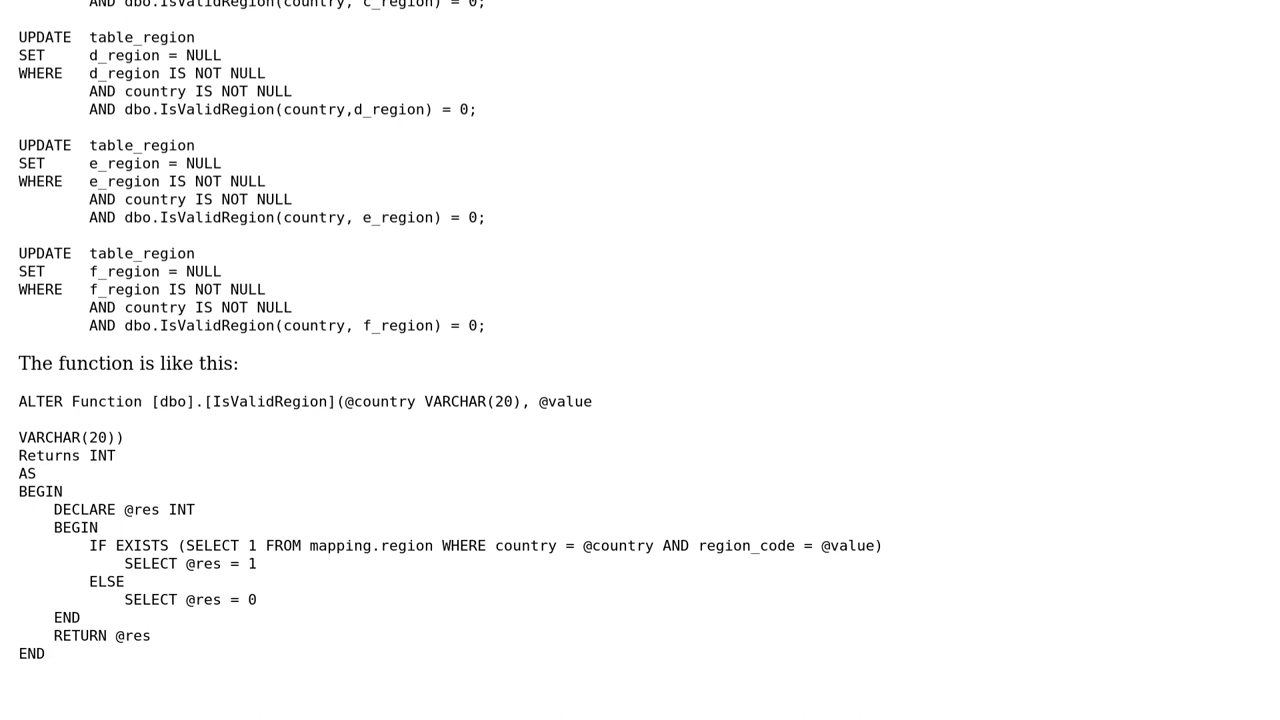 AND dbo.IsValidRegion(country, c_region) = 0;
UPDATE  table_region
SET     d_region = NULL
WHERE   d_region IS NOT NULL
        AND country IS NOT NULL
        AND dbo.IsValidRegion(country,d_region) = 0;
UPDATE  table_region
SET     e_region = NULL
WHERE   e_region IS NOT NULL
        AND country IS NOT NULL
        AND dbo.IsValidRegion(country, e_region) = 0;
UPDATE  table_region
SET     f_region = NULL
WHERE   f_region IS NOT NULL
        AND country IS NOT NULL
        AND dbo.IsValidRegion(country, f_region) = 0;
The function is like this:
ALTER Function [dbo].[IsValidRegion](@country VARCHAR(20), @value
VARCHAR(20))
Returns INT
AS
BEGIN
    DECLARE @res INT
    BEGIN
        IF EXISTS (SELECT 1 FROM mapping.region WHERE country = @country AND region_code = @value)
            SELECT @res = 1
        ELSE
            SELECT @res = 0
    END
    RETURN @res
END